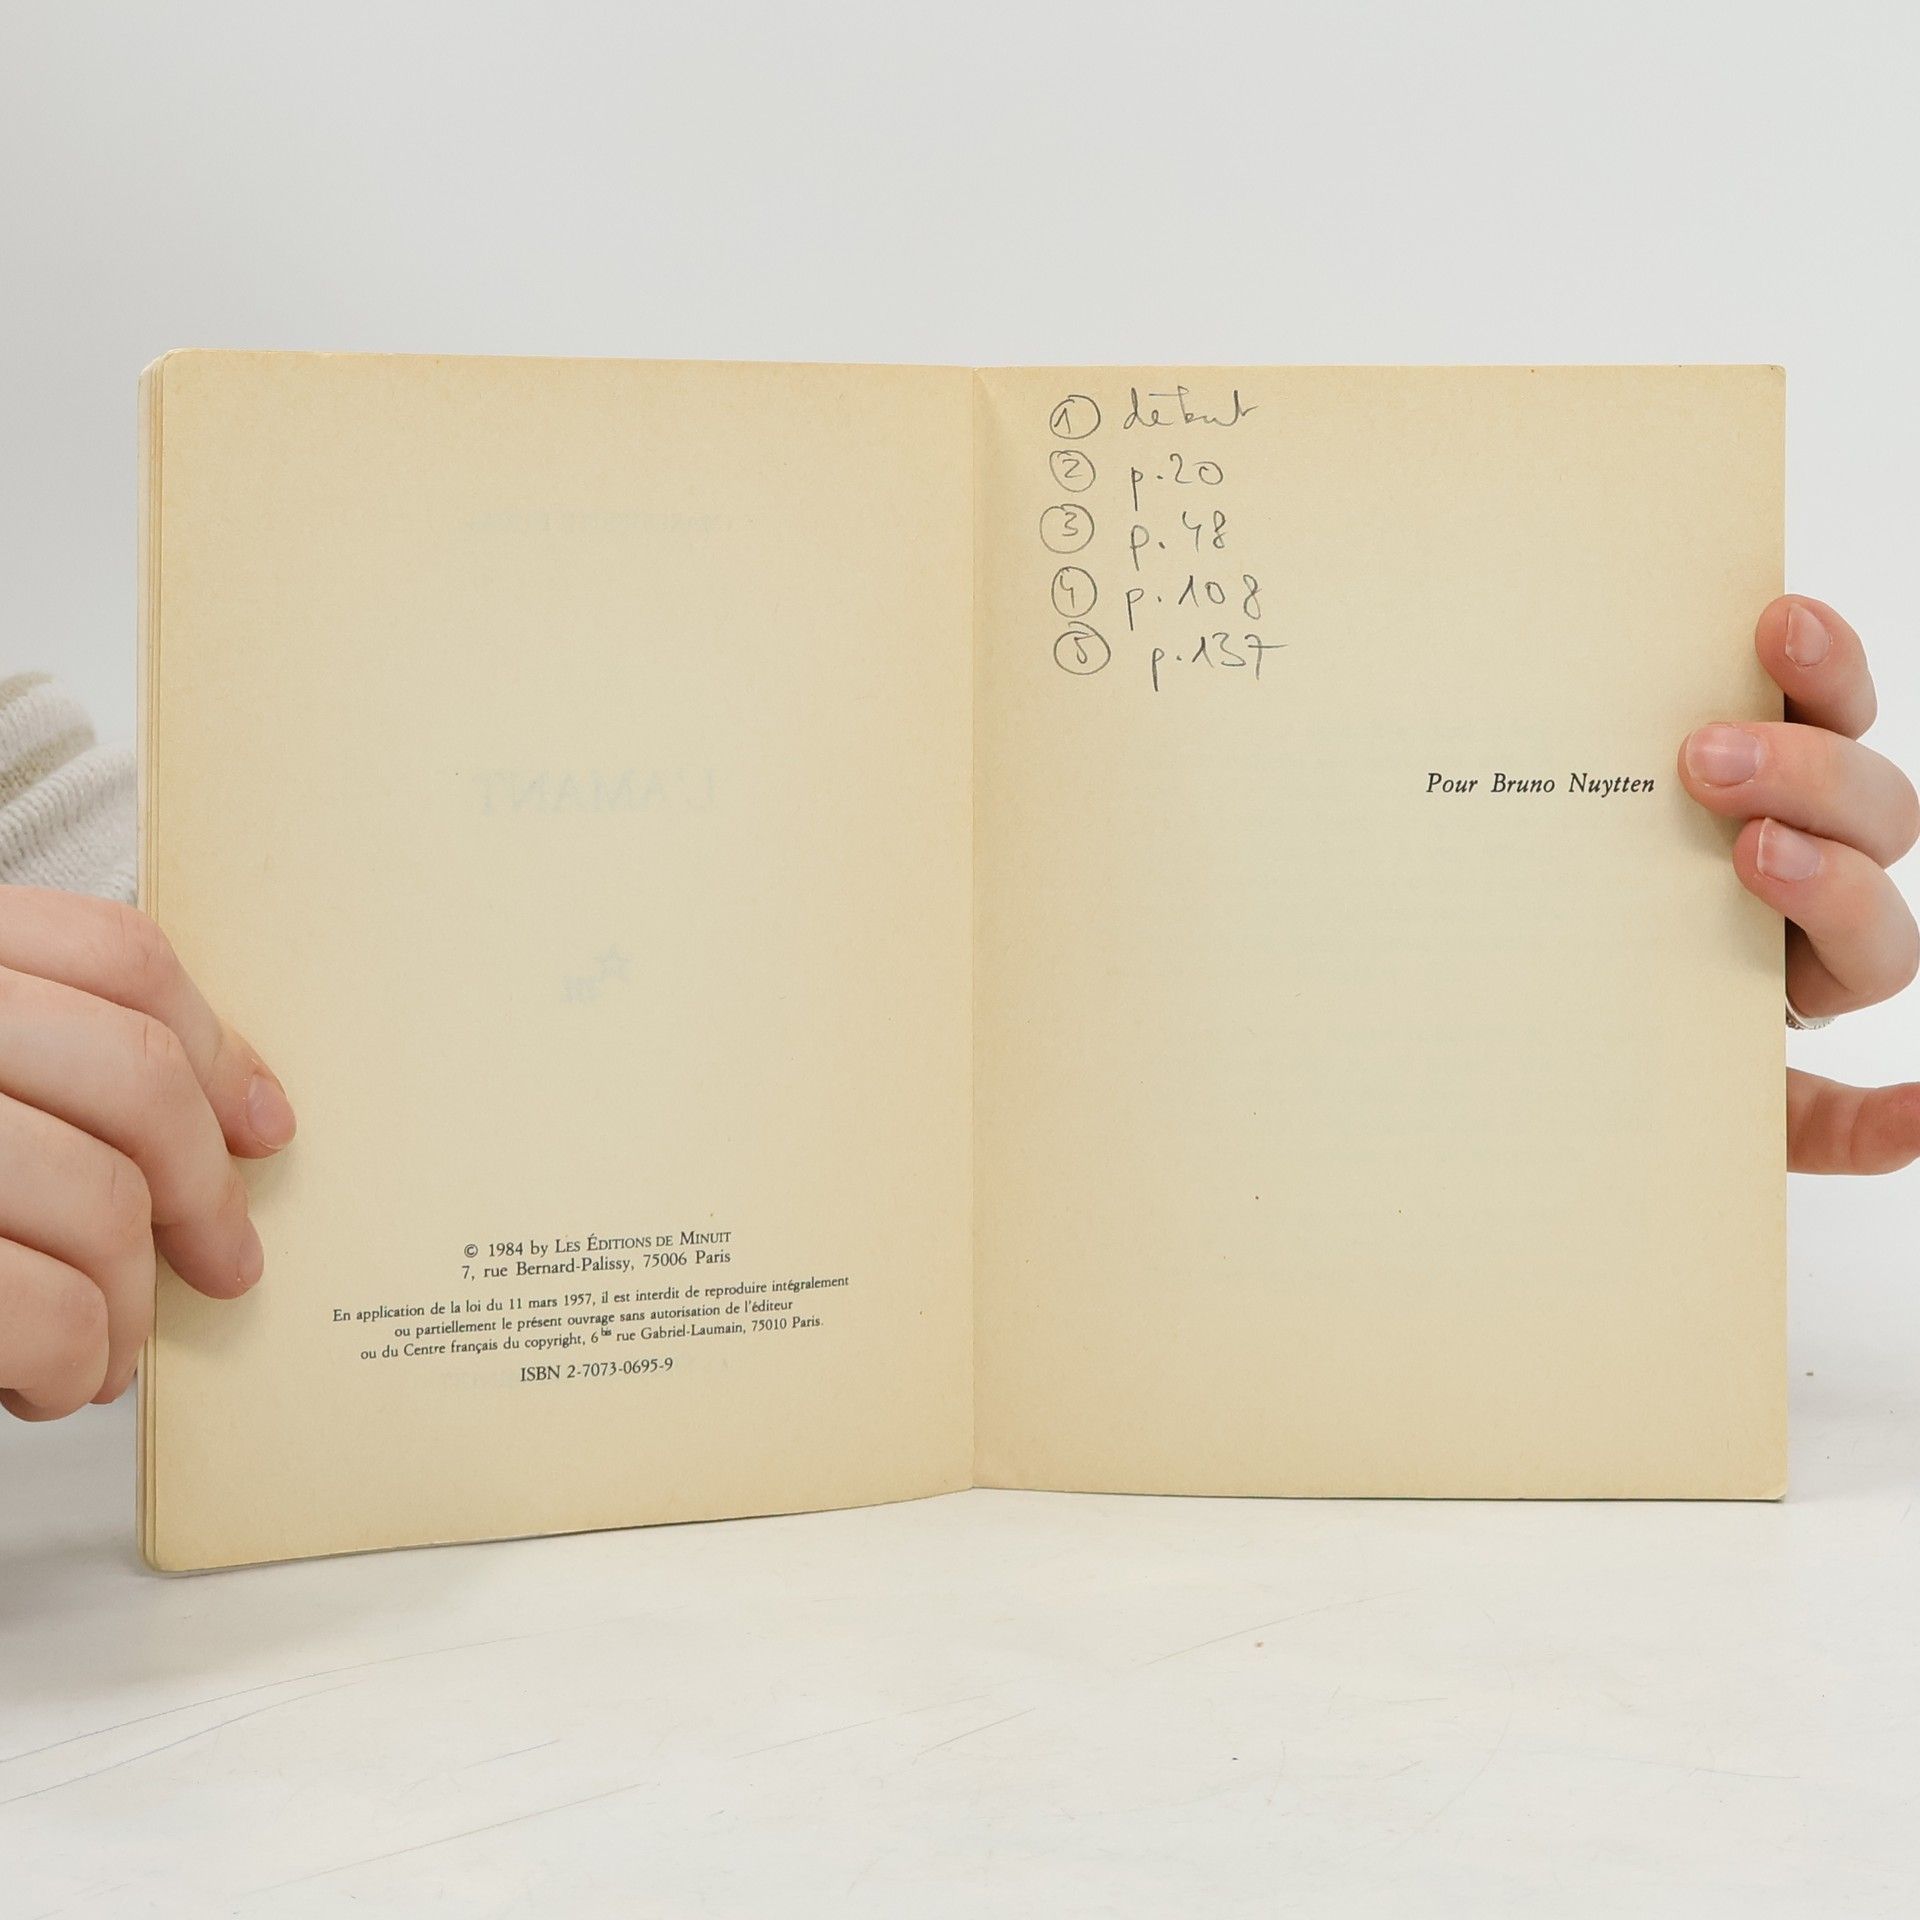 © 1984 by LES ÉDITIONS DE MINUIT
7, rue Bernard-Palissy, 75006 Paris
En application de la loi du 11 mars 1957, il est interdit de reproduire intégralement
ou partiellement le présent ouvrage sans autorisation de l'éditeur
ou du Centre français du copyright, 6 bis rue Gabriel-Laumain, 75010 Paris.
ISBN 2-7073-0695-9
① début
② p.20
③ p.48
④ p.108
⑤ p.137
Pour Bruno Nuytten